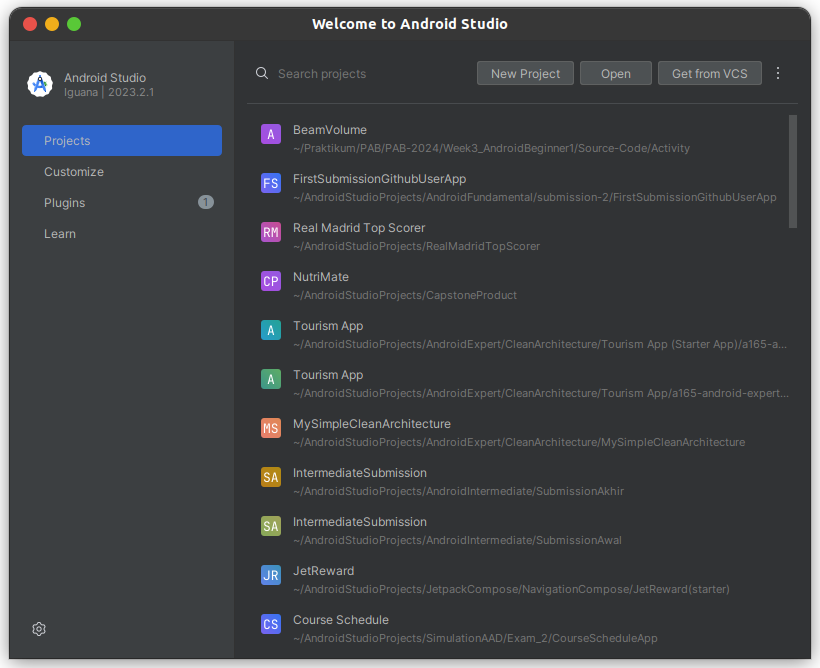 Welcome to Android Studio
Android Studio
Iguana | 2023.2.1
Projects
Customize
Plugins
1
Learn
Search projects
New Project
Open
Get from VCS
A
BeamVolume
~/Praktikum/PAB/PAB-2024/Week3_AndroidBeginner1/Source-Code/Activity
FS
FirstSubmissionGithubUserApp
~/AndroidStudioProjects/AndroidFundamental/submission-2/FirstSubmissionGithubUserApp
RM
Real Madrid Top Scorer
~/AndroidStudioProjects/RealMadridTopScorer
CP
NutriMate
~/AndroidStudioProjects/CapstoneProduct
A
Tourism App
~/AndroidStudioProjects/AndroidExpert/CleanArchitecture/Tourism App (Starter App)/a165-a...
A
Tourism App
~/AndroidStudioProjects/AndroidExpert/CleanArchitecture/Tourism App/a165-android-expert...
MS
MySimpleCleanArchitecture
~/AndroidStudioProjects/AndroidExpert/CleanArchitecture/MySimpleCleanArchitecture
SA
IntermediateSubmission
~/AndroidStudioProjects/AndroidIntermediate/SubmissionAkhir
SA
IntermediateSubmission
~/AndroidStudioProjects/AndroidIntermediate/SubmissionAwal
JR
JetReward
~/AndroidStudioProjects/JetpackCompose/NavigationCompose/JetReward(starter)
CS
Course Schedule
~/AndroidStudioProjects/SimulationAAD/Exam_2/CourseScheduleApp